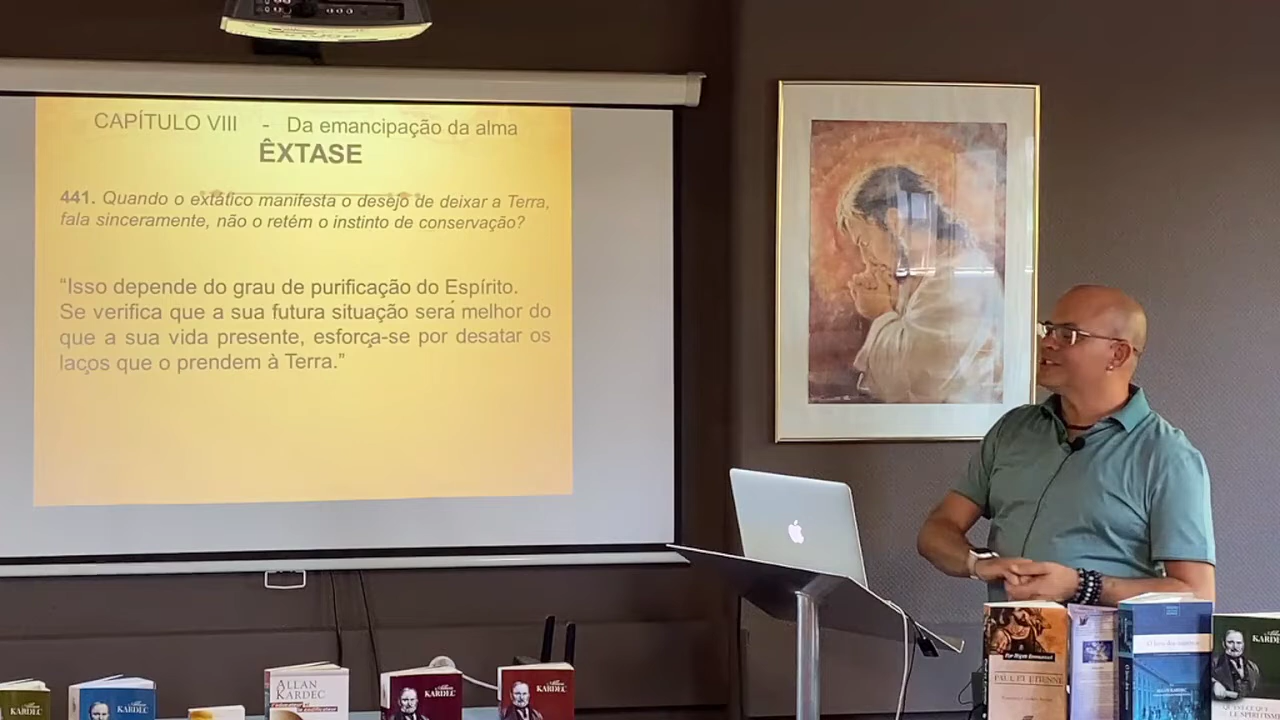 CAPÍTULO VIII - Da emancipação da alma
ÊXTASE
441. Quando o extático manifesta o desejo de deixar a Terra,
fala sinceramente, não o retém o instinto de conservação?
“Isso depende do grau de purificação do Espírito.
Se verifica que a sua futura situação será melhor do
que a sua vida presente, esforça-se por desatar os
laços que o prendem à Terra.”
ALLAN
KARDEC
Allan
KARDEC
Allan
KARDEC
PAUL ET ETIENNE
ALLAN KARDEC
Allan
KARDEC